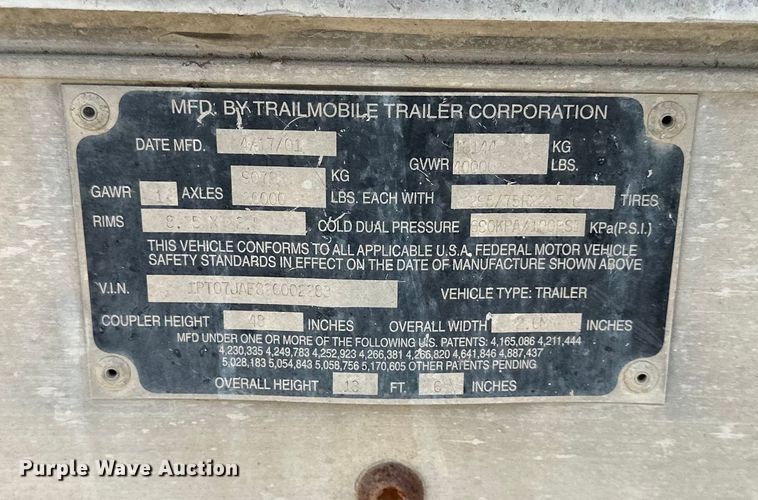 MFD. BY TRAILMOBILE TRAILER CORPORATION
DATE MFD. 4/17/01 GVWR KG
LBS.
GAWR AXLES KG
LBS. EACH WITH TIRES
RIMS COLD DUAL PRESSURE KPa(P.S.I.)
THIS VEHICLE CONFORMS TO ALL APPLICABLE U.S.A. FEDERAL MOTOR VEHICLE
SAFETY STANDARDS IN EFFECT ON THE DATE OF MANUFACTURE SHOWN ABOVE
V.I.N. VEHICLE TYPE: TRAILER
COUPLER HEIGHT 48 INCHES OVERALL WIDTH INCHES
MFD UNDER ONE OR MORE OF THE FOLLOWING U.S. PATENTS: 4,165,086 4,211,444
4,230,335 4,249,783 4,252,923 4,266,381 4,266,820 4,641,846 4,887,437
5,028,183 5,054,843 5,058,756 5,170,605 OTHER PATENTS PENDING
OVERALL HEIGHT 13 FT. 6 INCHES
Purple Wave Auction